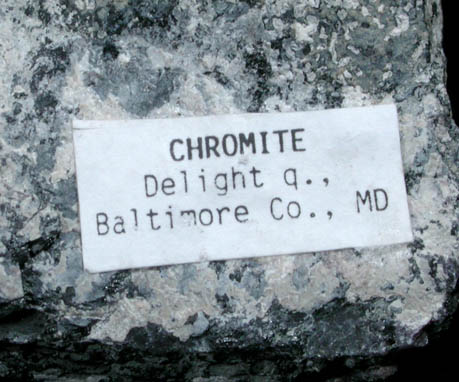 CHROMITE
Delight q.,
Baltimore Co., MD